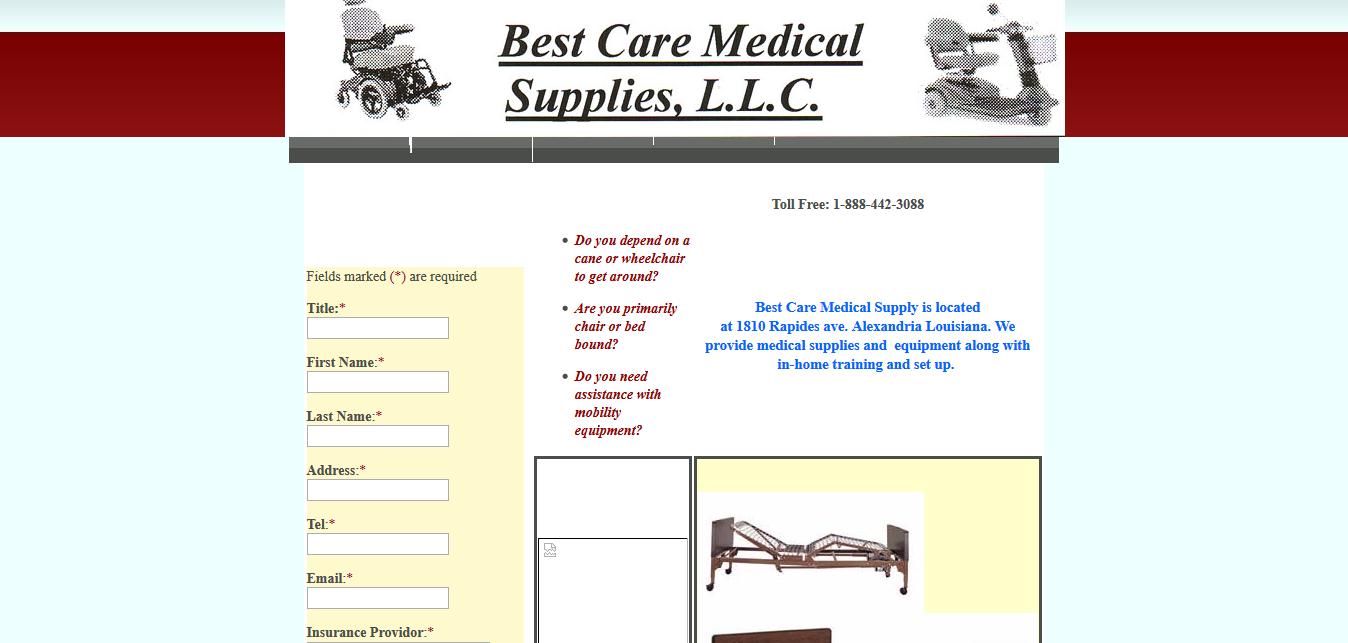 Best Care Medical
Supplies, L.L.C.
Toll Free: 1-888-442-3088
Fields marked (*) are required
Title:*
First Name:*
Last Name:*
Address:*
Tel:*
Email:*
Insurance Providor:*
Do you depend on a
cane or wheelchair
to get around?
Are you primarily
chair or bed
bound?
Do you need
assistance with
mobility
equipment?
Best Care Medical Supply is located
at 1810 Rapides ave. Alexandria Louisiana. We
provide medical supplies and  equipment along with
in-home training and set up.